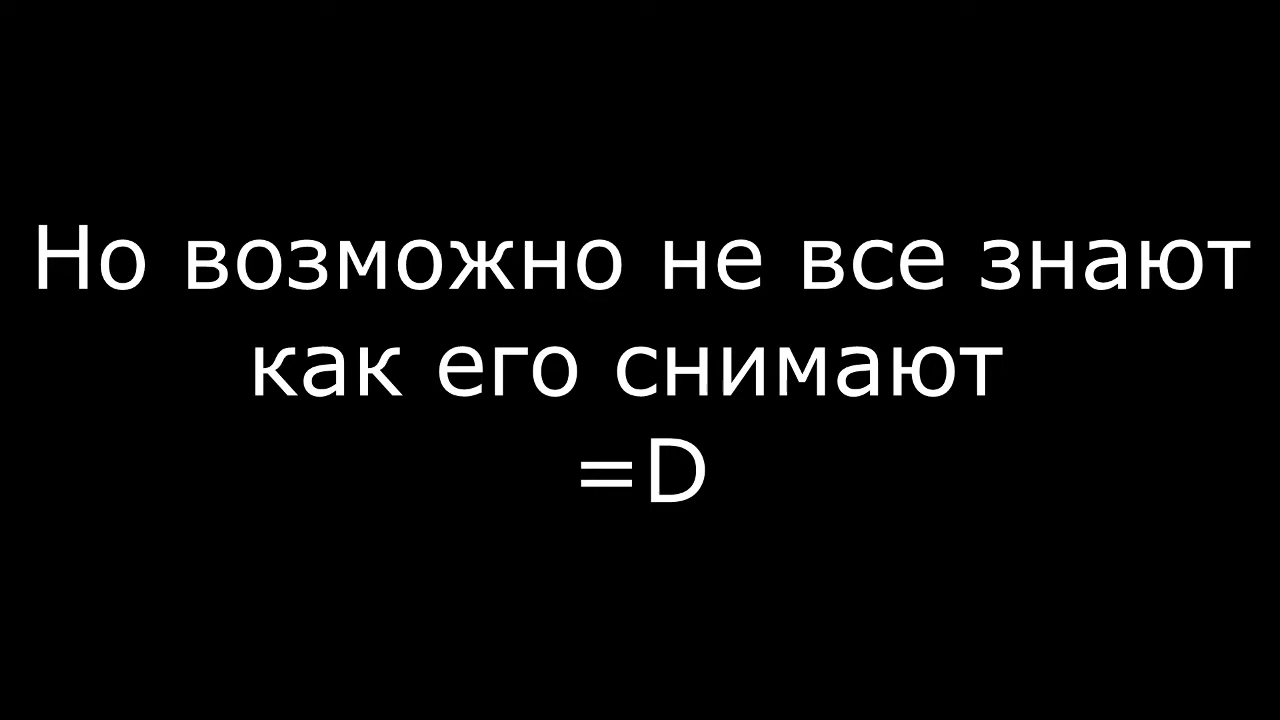 Но возможно не все знают
как его снимают
=D